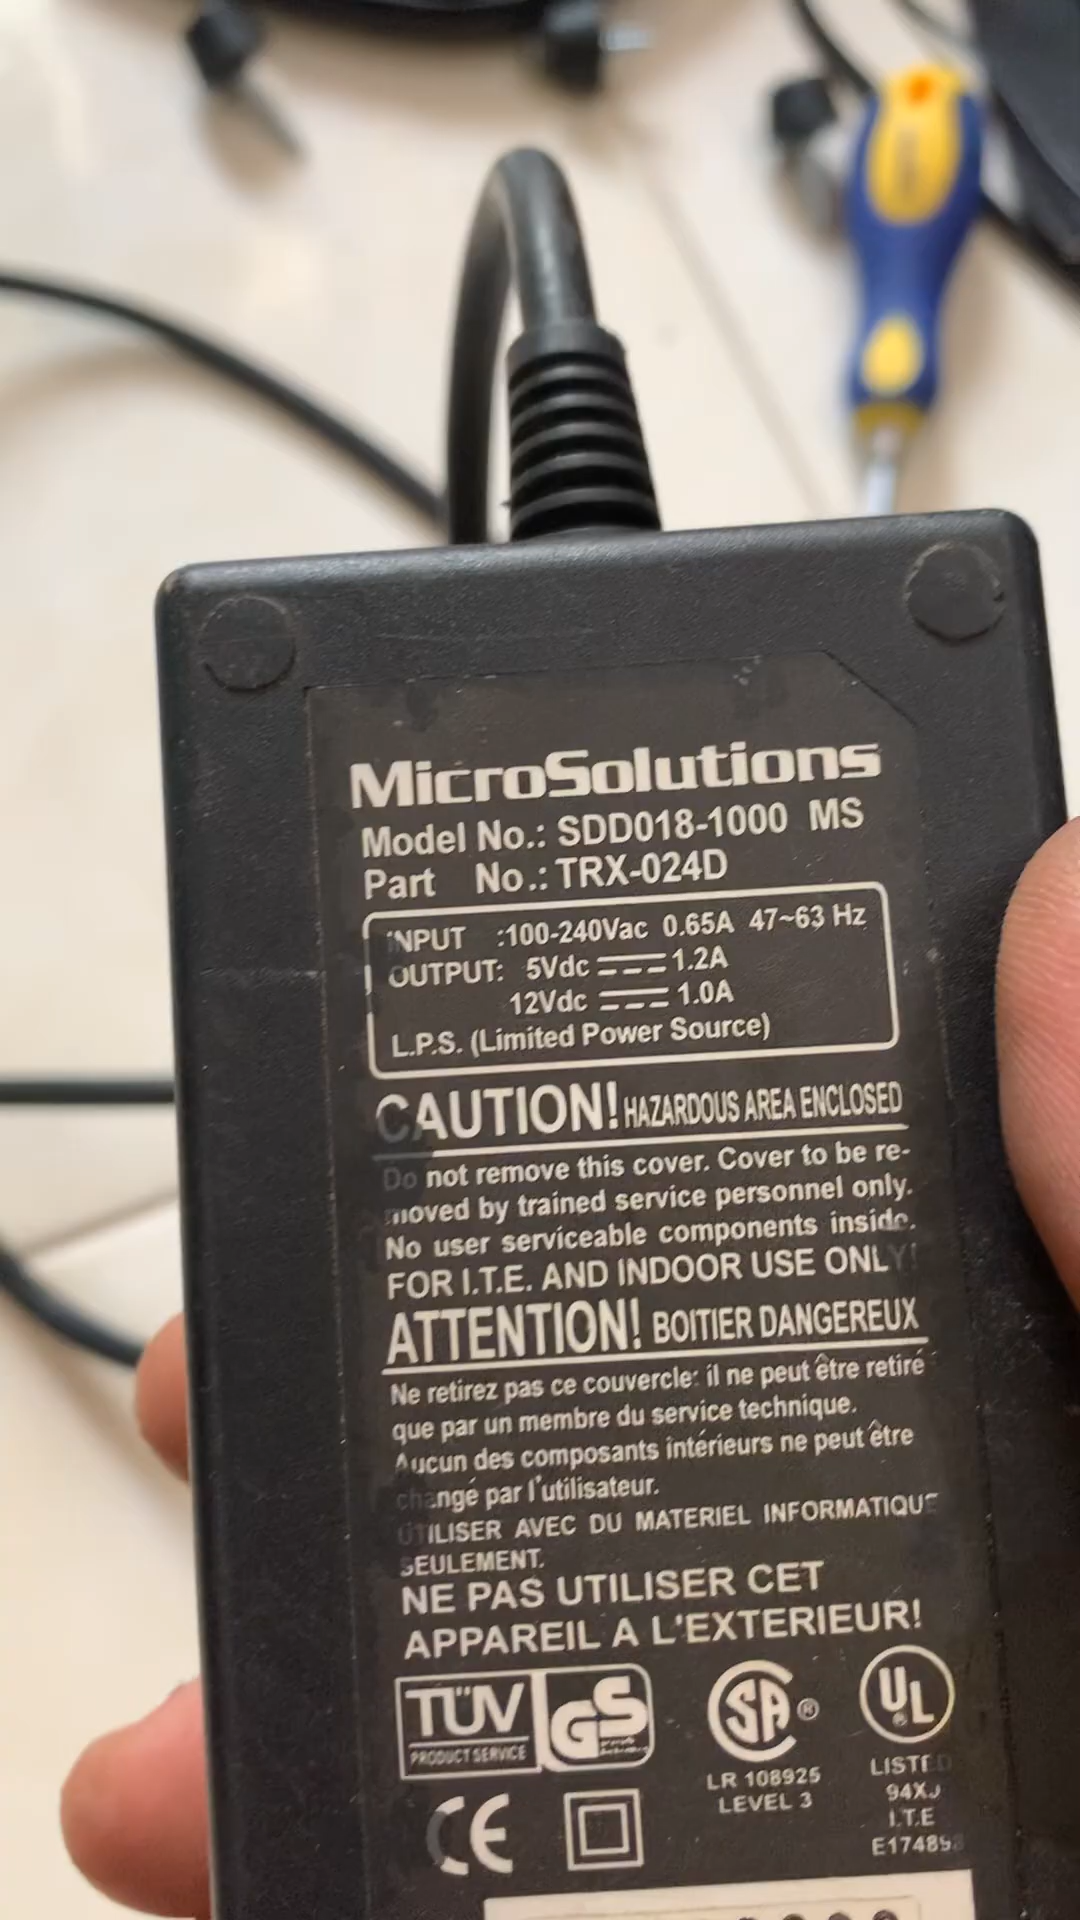 MicroSolutions
Model No.: SDD018-1000 MS
Part No.: TRX-024D
INPUT :100-240Vac 0.65A 47~63 Hz
OUTPUT: 5Vdc 1.2A
12Vdc 1.0A
L.P.S. (Limited Power Source)
CAUTION! HAZARDOUS AREA ENCLOSED
Do not remove this cover. Cover to be re-
moved by trained service personnel only.
No user serviceable components inside.
FOR I.T.E. AND INDOOR USE ONLY!
ATTENTION! BOITIER DANGEREUX
Ne retirez pas ce couvercle: il ne peut être retiré
que par un membre du service technique.
Aucun des composants intérieurs ne peut être
changé par l'utilisateur.
UTILISER AVEC DU MATERIEL INFORMATIQUE
SEULEMENT.
NE PAS UTILISER CET
APPAREIL A L'EXTERIEUR!
TÜV GS SA ® UL ®
PRODUCT SERVICE
LR 108925
LEVEL 3
LISTED
94XJ
I.T.E
CE